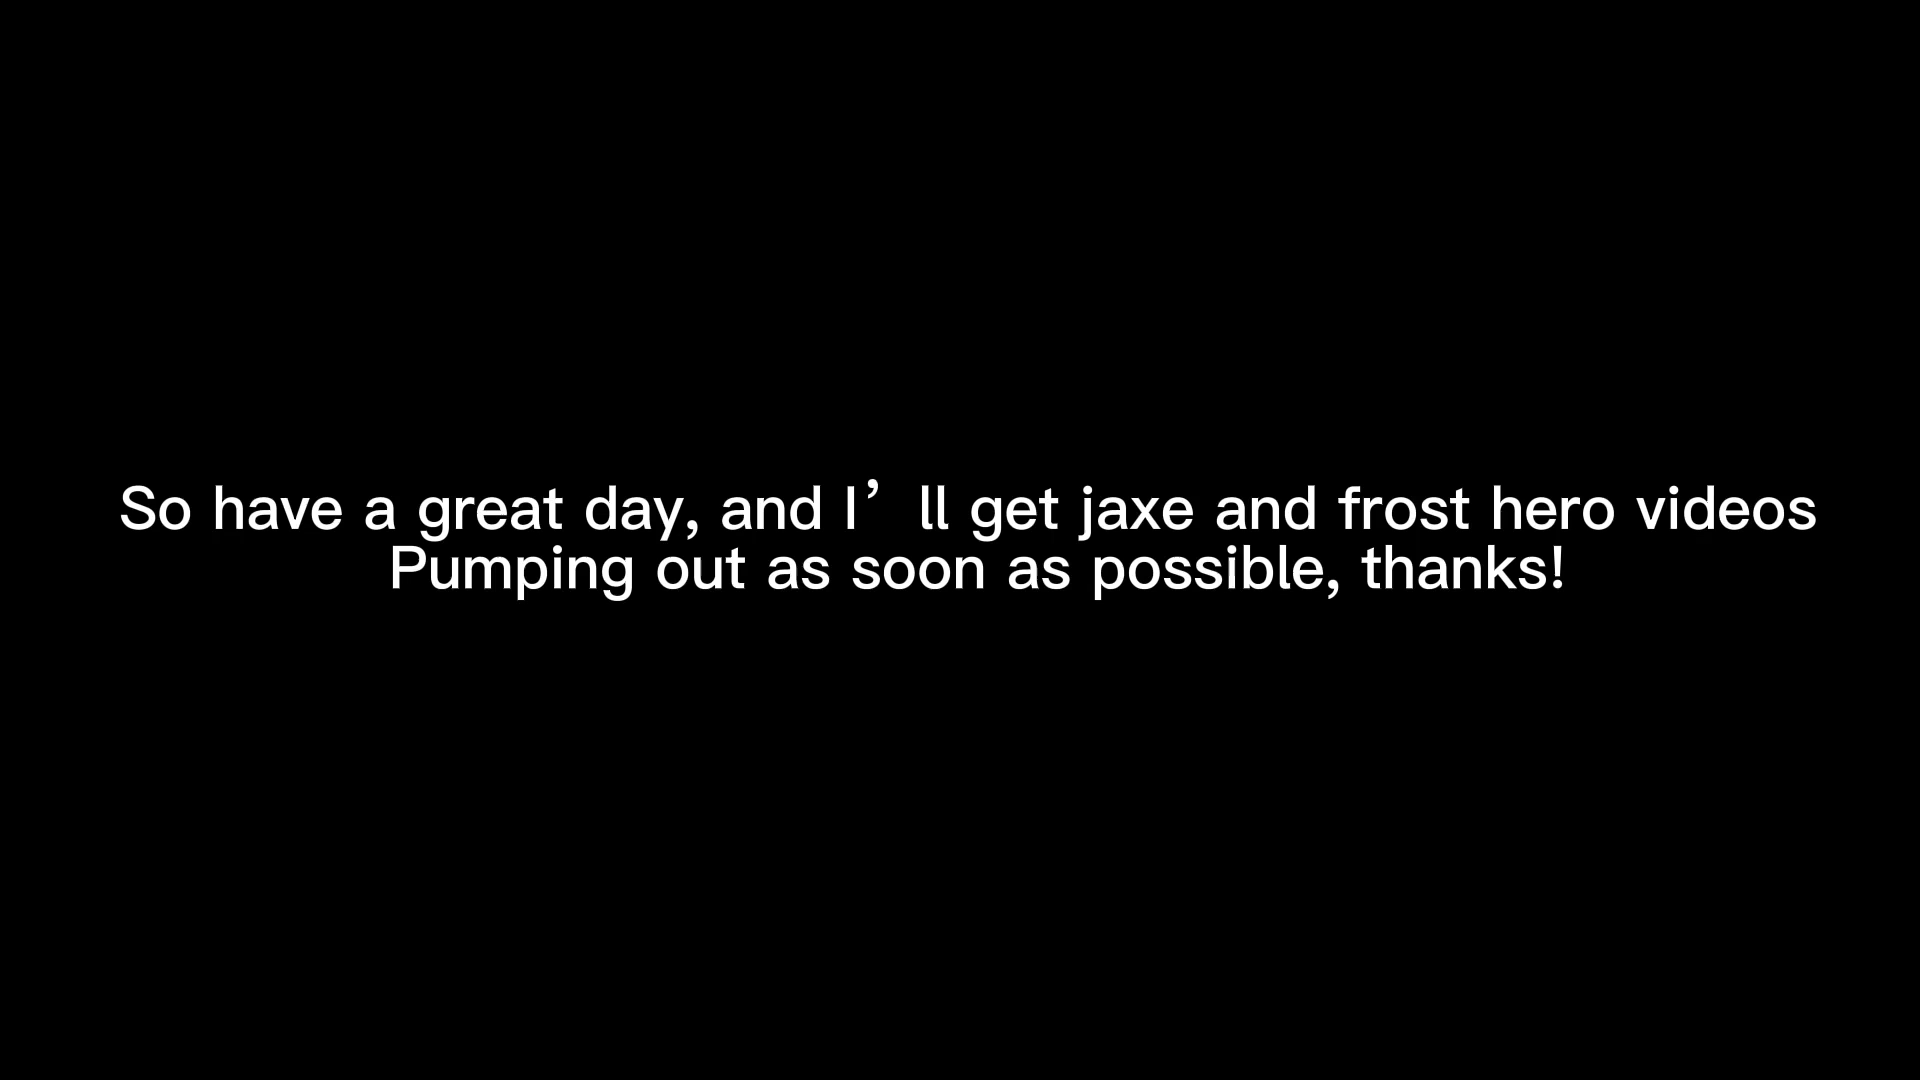 So have a great day, and I’ll get jaxe and frost hero videos
Pumping out as soon as possible, thanks!